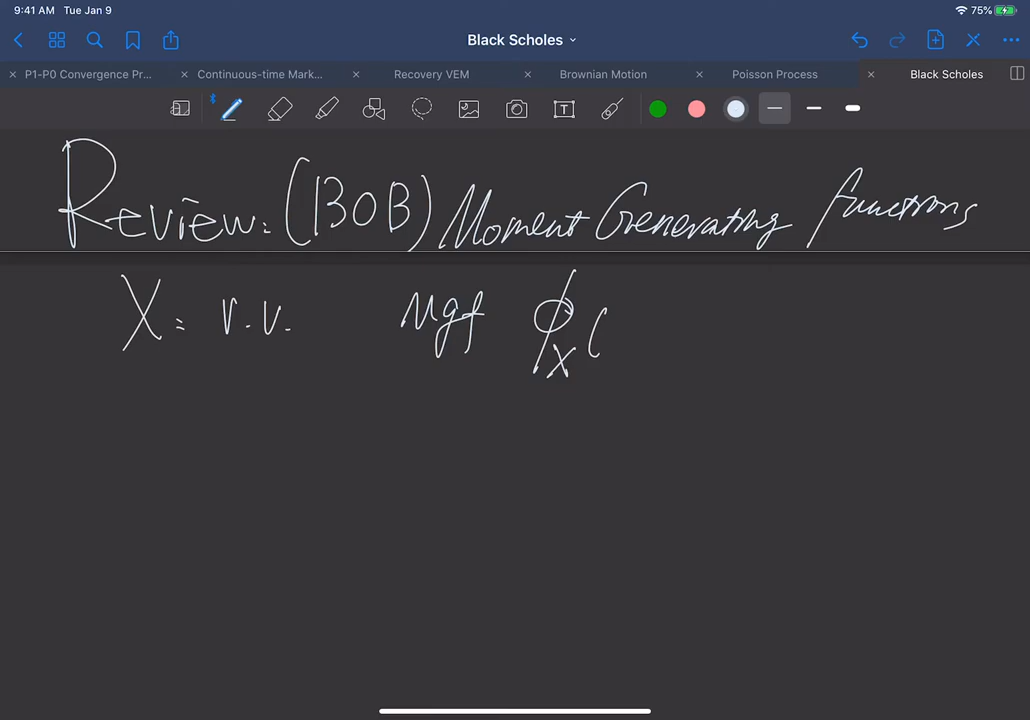 9:41 AM Tue Jan 9 75%
Black Scholes
P1-P0 Convergence Pr... Continuous-time Mark... Recovery VEM Brownian Motion Poisson Process Black Scholes
Review: (130B) Moment Generating functions
X = r.v. Mgf ϕ_X (